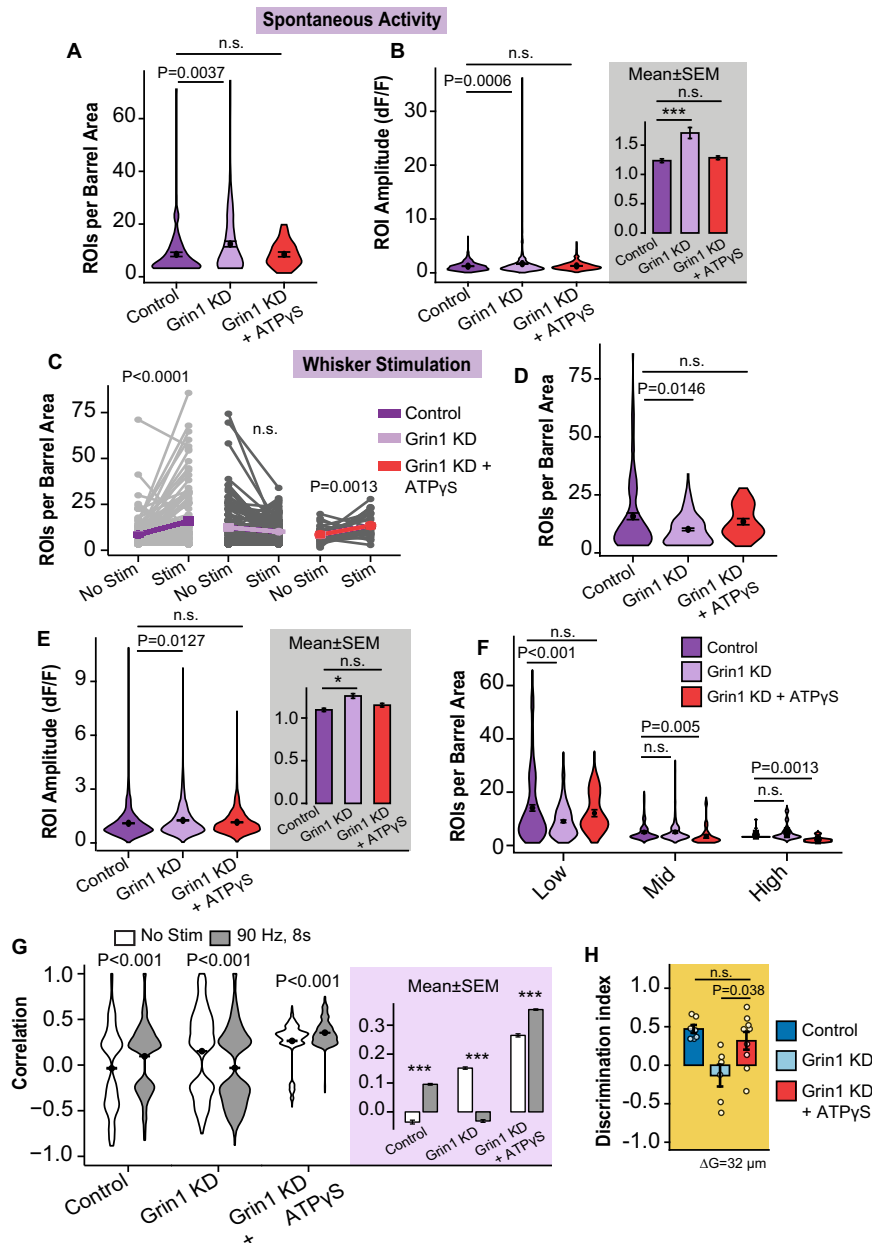 Spontaneous Activity
A
n.s.
P=0.0037
ROIs per Barrel Area
60
40
20
0
Control
Grin1 KD
Grin1 KD
+ ATPγS
B
n.s.
P=0.0006
ROI Amplitude (dF/F)
30
20
10
0
Control
Grin1 KD
Grin1 KD
+ ATPγS
Mean±SEM
n.s.
***
1.5
1.0
0.5
0.0
Control
Grin1 KD
Grin1 KD
+ ATPγS
Whisker Stimulation
C
P<0.0001
n.s.
P=0.0013
ROIs per Barrel Area
75
50
25
0
No Stim
Stim
No Stim
Stim
No Stim
Stim
Control
Grin1 KD
Grin1 KD +
ATPγS
D
n.s.
P=0.0146
ROIs per Barrel Area
75
50
25
0
Control
Grin1 KD
Grin1 KD
+ ATPγS
E
n.s.
P=0.0127
ROI Amplitude (dF/F)
9
6
3
0
Control
Grin1 KD
Grin1 KD
+ ATPγS
Mean±SEM
n.s.
*
1.0
0.5
0.0
Control
Grin1 KD
Grin1 KD
+ ATPγS
F
n.s.
P<0.001
P=0.005
n.s.
P=0.0013
n.s.
Control
Grin1 KD
Grin1 KD + ATPγS
ROIs per Barrel Area
60
40
20
0
Low
Mid
High
G
No Stim
90 Hz, 8s
P<0.001
P<0.001
P<0.001
Correlation
1.0
0.5
0.0
−0.5
−1.0
Control
Grin1 KD
Grin1 KD
+ ATPγS
Mean±SEM
***
***
***
0.3
0.2
0.1
0.0
Control
Grin1 KD
Grin1 KD
+ ATPγS
H
n.s.
P=0.038
Discrimination index
1.0
0.5
0.0
-0.5
-1.0
ΔG=32 μm
Control
Grin1 KD
Grin1 KD
+ ATPγS